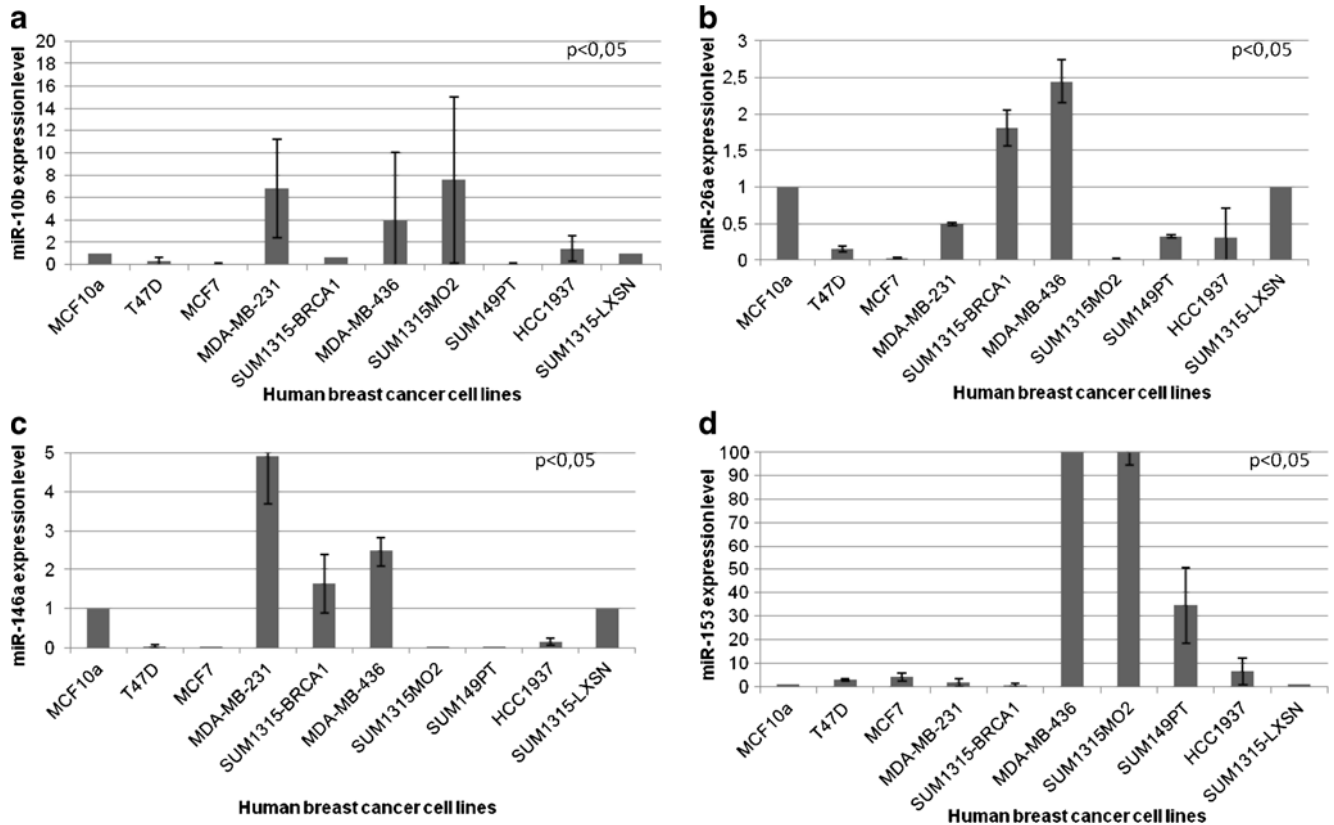 a
miR-10b expression level
20
18
16
14
12
10
8
6
4
2
0
p<0,05
MCF10a
T47D
MCF7
MDA-MB-231
SUM1315-BRCA1
MDA-MB-436
SUM1315MO2
SUM149PT
HCC1937
SUM1315-LXSN
Human breast cancer cell lines
b
miR-26a expression level
3
2,5
2
1,5
1
0,5
0
p<0,05
MCF10a
T47D
MCF7
MDA-MB-231
SUM1315-BRCA1
MDA-MB-436
SUM1315MO2
SUM149PT
HCC1937
SUM1315-LXSN
Human breast cancer cell lines
c
miR-146a expression level
5
4
3
2
1
0
p<0,05
MCF10a
T47D
MCF7
MDA-MB-231
SUM1315-BRCA1
MDA-MB-436
SUM1315MO2
SUM149PT
HCC1937
SUM1315-LXSN
Human breast cancer cell lines
d
miR-153 expression level
100
90
80
70
60
50
40
30
20
10
0
p<0,05
MCF10a
T47D
MCF7
MDA-MB-231
SUM1315-BRCA1
MDA-MB-436
SUM1315MO2
SUM149PT
HCC1937
SUM1315-LXSN
Human breast cancer cell lines